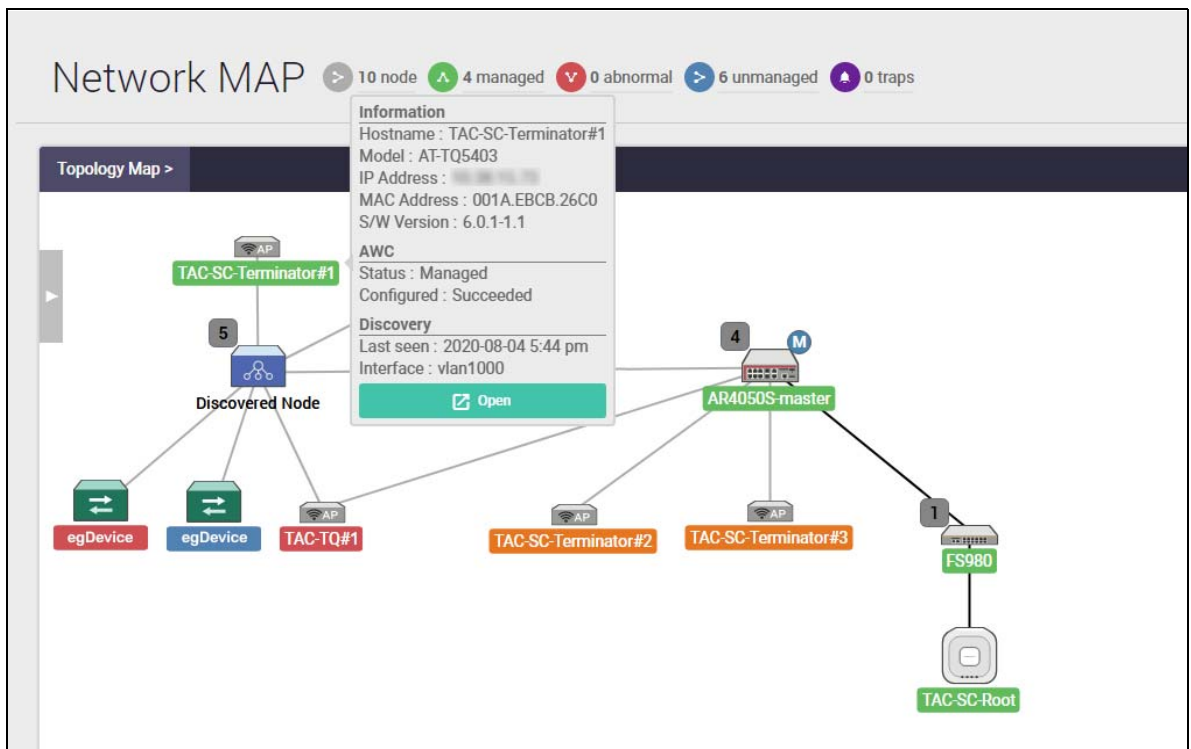 Network MAP 10 node 4 managed 0 abnormal 6 unmanaged 0 traps
Topology Map >
Information
Hostname : TAC-SC-Terminator#1
Model : AT-TQ5403
IP Address :
MAC Address : 001A.EBCB.26C0
S/W Version : 6.0.1-1.1
AWC
Status : Managed
Configured : Succeeded
Discovery
Last seen : 2020-08-04 5:44 pm
Interface : vlan1000
Open
AP
TAC-SC-Terminator#1
5
Discovered Node
4 M
AR4050S-master
egDevice
egDevice
AP
TAC-TQ#1
AP
TAC-SC-Terminator#2
AP
TAC-SC-Terminator#3
1
FS980
TAC-SC-Root